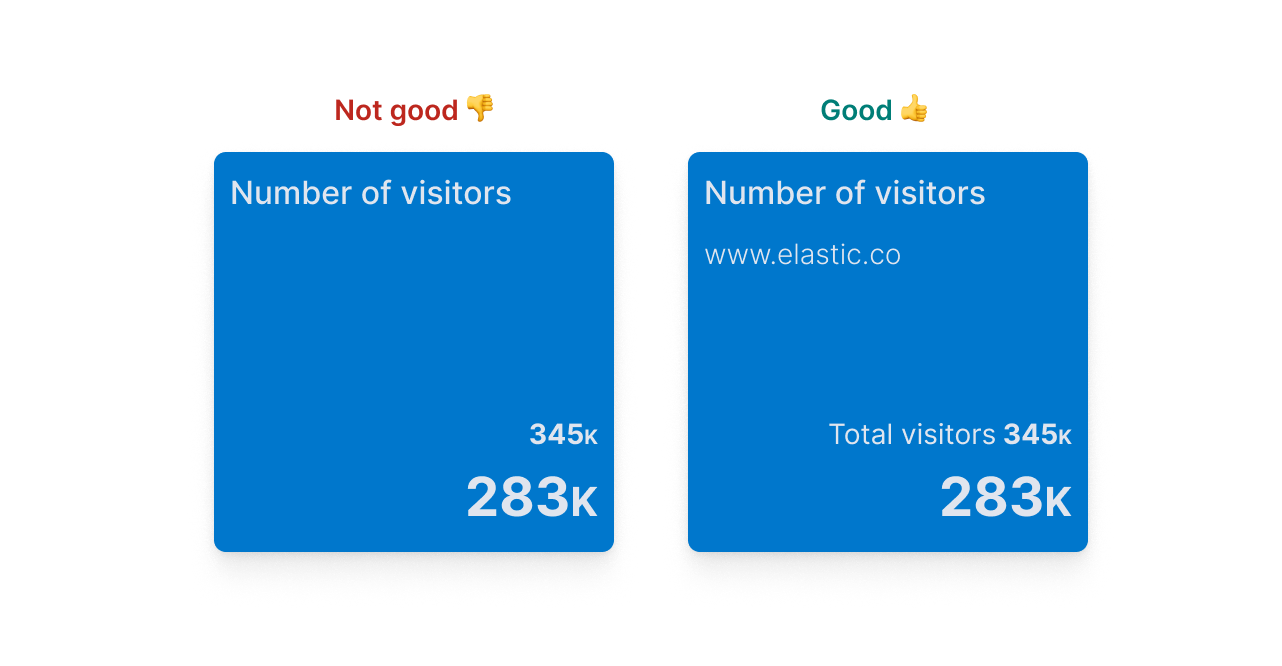 Not good 👎
Number of visitors
345K
283K
Good 👍
Number of visitors
www.elastic.co
Total visitors 345K
283K